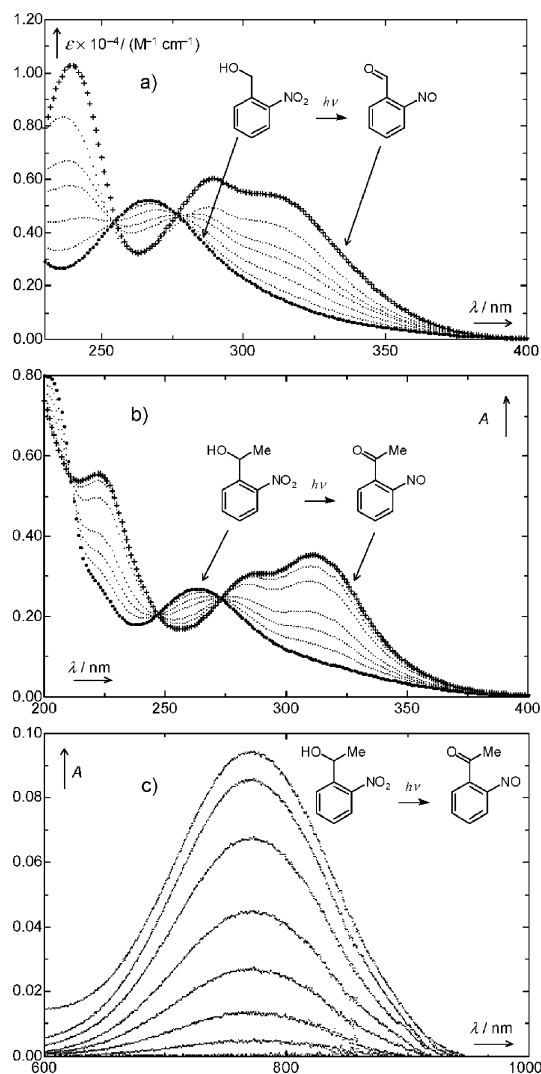 1.20
ε × 10⁻⁴/ (M⁻¹ cm⁻¹)
1.00
a)
HO
O
NO₂
hν
NO
0.80
0.60
0.40
0.20
λ / nm
0.00
250
300
350
400
0.80
b)
A
HO
Me
O
Me
0.60
NO₂
hν
NO
0.40
0.20
λ / nm
0.00
200
250
300
350
400
0.10
A
c)
HO
Me
O
Me
NO₂
hν
NO
0.08
0.06
0.04
0.02
λ / nm
0.00
600
800
1000